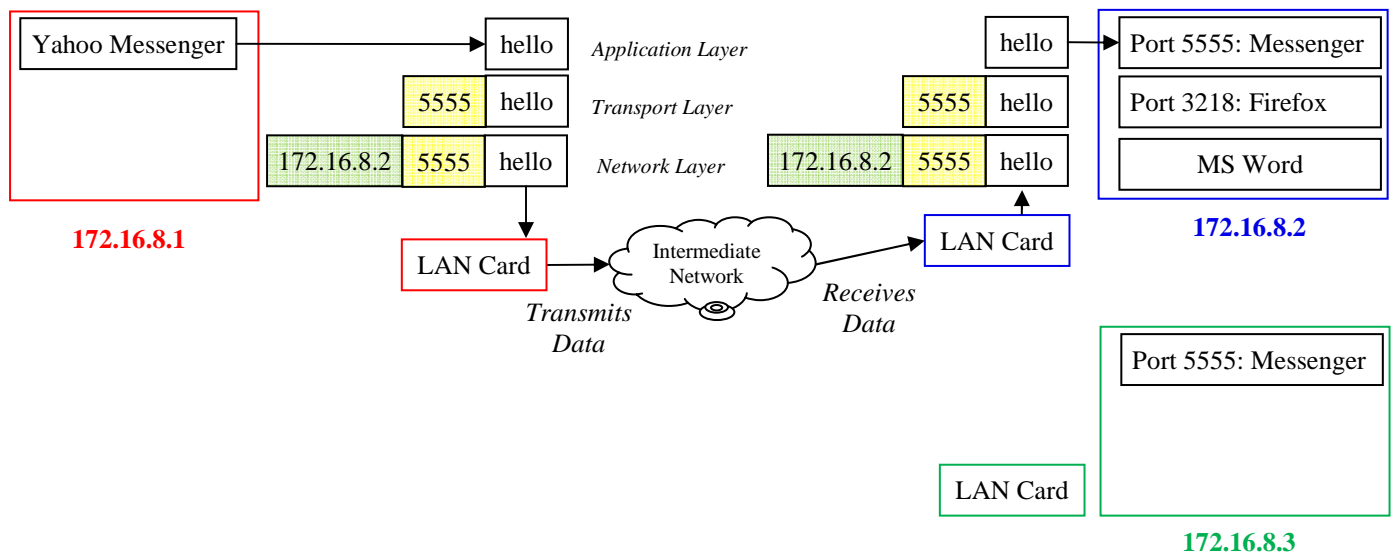 Yahoo Messenger
hello
Application Layer
hello
Port 5555: Messenger
5555 hello
Transport Layer
5555 hello
Port 3218: Firefox
172.16.8.2 5555 hello
Network Layer
172.16.8.2 5555 hello
MS Word
172.16.8.1
172.16.8.2
LAN Card
Intermediate
Network
LAN Card
Transmits
Data
Receives
Data
Port 5555: Messenger
LAN Card
172.16.8.3